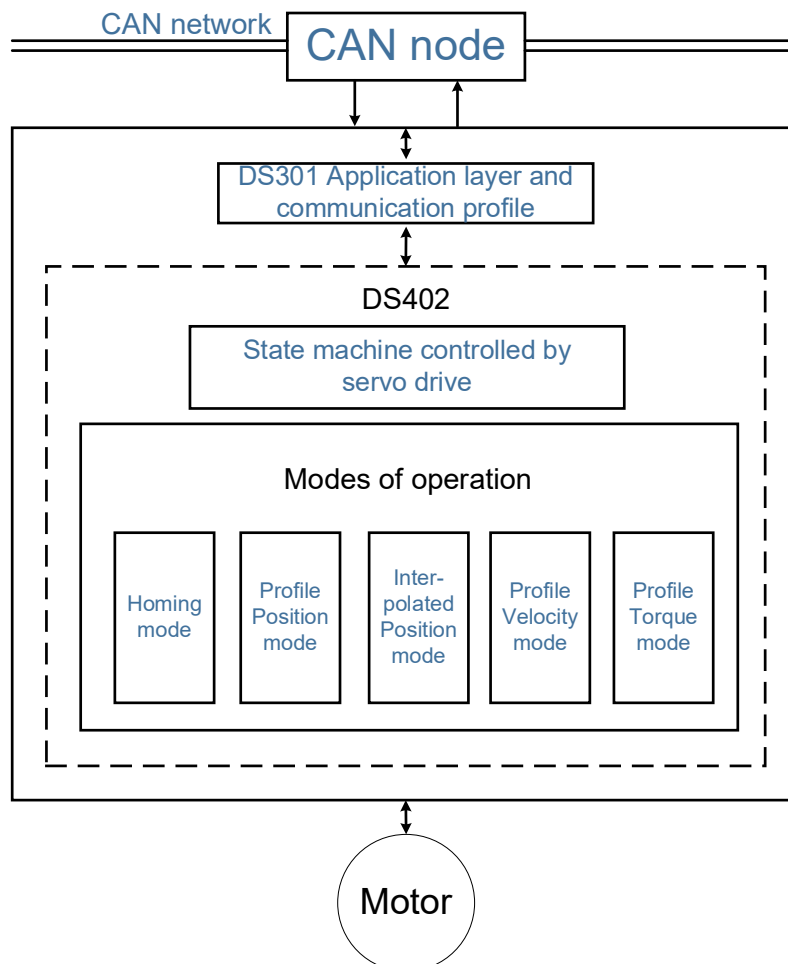 CAN network
CAN node
DS301 Application layer and
communication profile
DS402
State machine controlled by
servo drive
Modes of operation
Homing
mode
Profile
Position
mode
Inter-
polated
Position
mode
Profile
Velocity
mode
Profile
Torque
mode
Motor